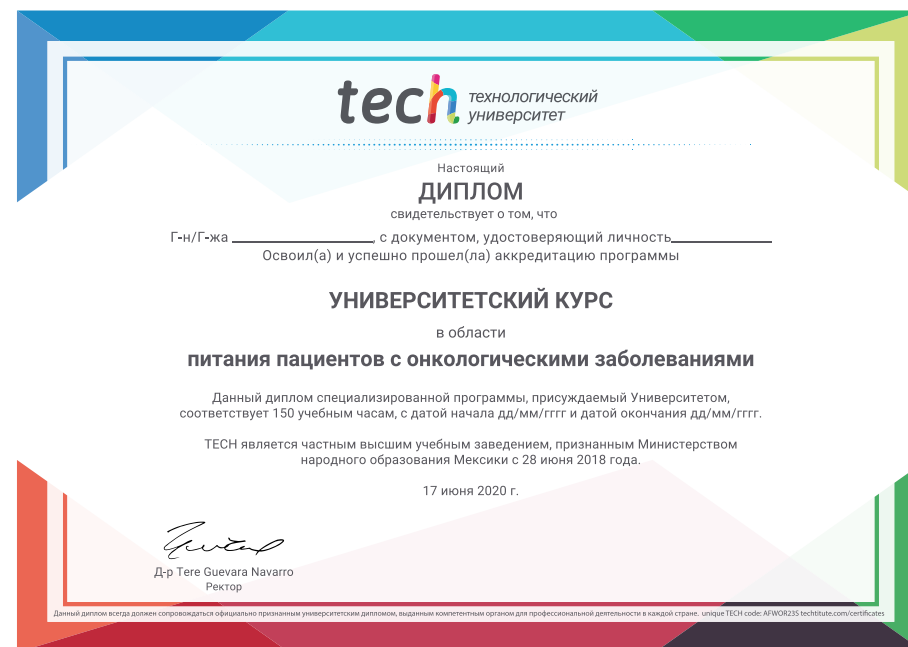 tech технологический
университет
Настоящий
ДИПЛОМ
свидетельствует о том, что
Г-н/Г-жа ____________________, с документом, удостоверяющий личность______________
Освоил(а) и успешно прошел(ла) аккредитацию программы
УНИВЕРСИТЕТСКИЙ КУРС
в области
питания пациентов с онкологическими заболеваниями
Данный диплом специализированной программы, присуждаемый Университетом,
соответствует 150 учебным часам, с датой начала дд/мм/гггг и датой окончания дд/мм/гггг.
TECH является частным высшим учебным заведением, признанным Министерством
народного образования Мексики с 28 июня 2018 года.
17 июня 2020 г.
Д-р Tere Guevara Navarro
Ректор
Данный диплом всегда должен сопровождаться официально признанным университетским дипломом, выданным компетентным органом для профессиональной деятельности в каждой стране. unique TECH code: AFWOR23S techtitute.com/certificates